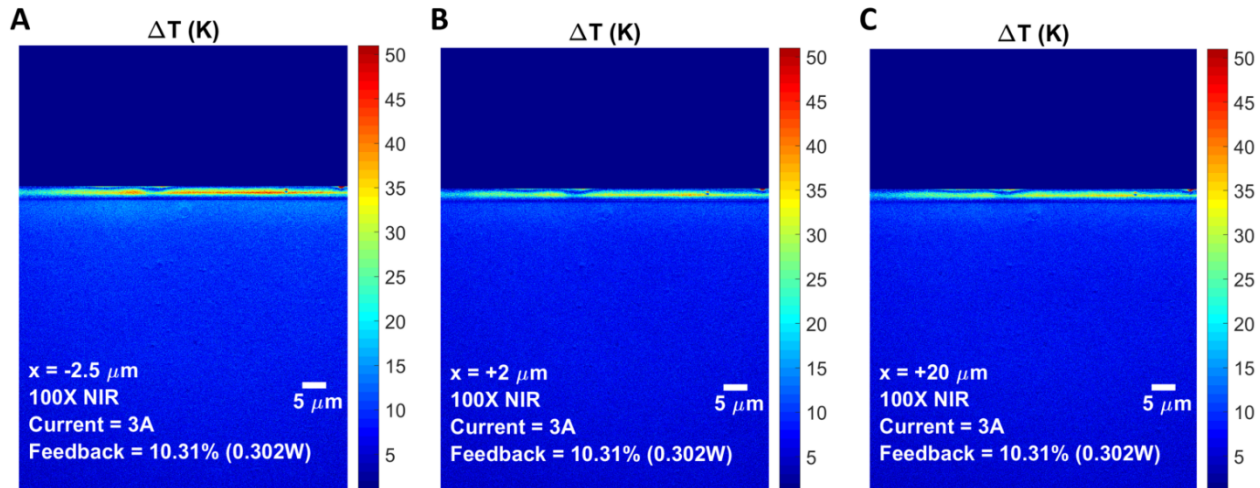 A
ΔT (K)
50
45
40
35
30
25
20
15
10
5
x = -2.5 μm
100X NIR
Current = 3A
Feedback = 10.31% (0.302W)
5 μm
B
ΔT (K)
50
45
40
35
30
25
20
15
10
5
x = +2 μm
100X NIR
Current = 3A
Feedback = 10.31% (0.302W)
5 μm
C
ΔT (K)
50
45
40
35
30
25
20
15
10
5
x = +20 μm
100X NIR
Current = 3A
Feedback = 10.31% (0.302W)
5 μm